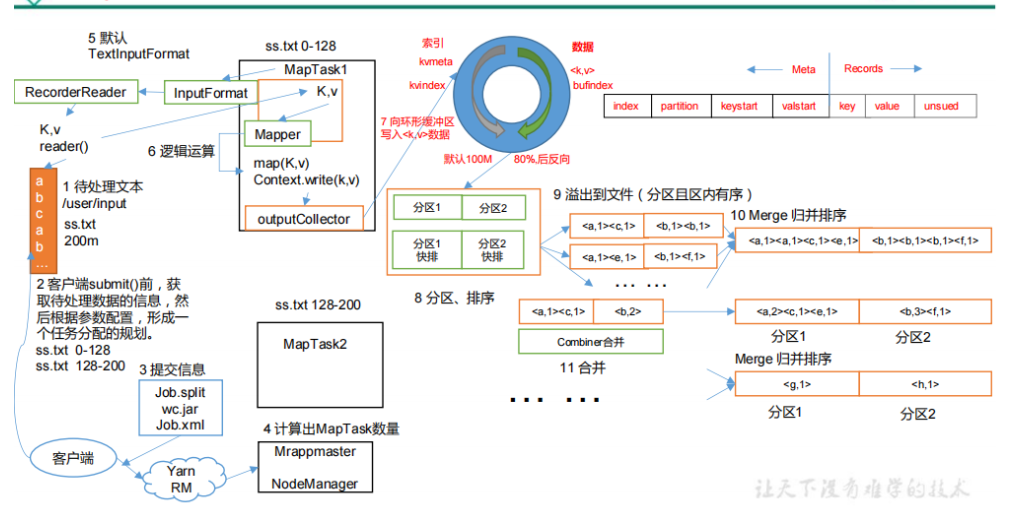 5 默认
TextInputFormat
ss.txt 0-128
MapTask1
RecorderReader
InputFormat
K,v
Mapper
K,v
reader()
6 逻辑运算
map(K,v)
Context.write(k,v)
outputCollector
a
b
c
a
b
...
1 待处理文本
/user/input
ss.txt
200m
2 客户端submit()前，获
取待处理数据的信息，然
后根据参数配置，形成一
个任务分配的规划。
ss.txt 0-128
ss.txt 128-200
3 提交信息
Job.split
wc.jar
Job.xml
客户端
Yarn
RM
4 计算出MapTask数量
Mrappmaster
NodeManager
ss.txt 128-200
MapTask2
索引
kvmeta
kvindex
数据
<k,v>
bufindex
7 向环形缓冲区
写入<k,v>数据
默认100M
80%,后反向
Meta
Records
index
partition
keystart
valstart
key
value
unsued
分区1
分区2
分区1
快排
分区2
快排
8 分区、排序
9 溢出到文件（分区且区内有序）
<a,1><c,1>
<b,1><b,1>
<a,1><e,1>
<b,1><f,1>
... ...
10 Merge 归并排序
<a,1><a,1><c,1><e,1>
<b,1><b,1><b,1><f,1>
<a,1><c,1>
<b,2>
Combiner合并
11 合并
<a,2><c,1><e,1>
<b,3><f,1>
分区1
分区2
Merge 归并排序
<g,1>
<h,1>
分区1
分区2
... ...
让天下没有难学的技术